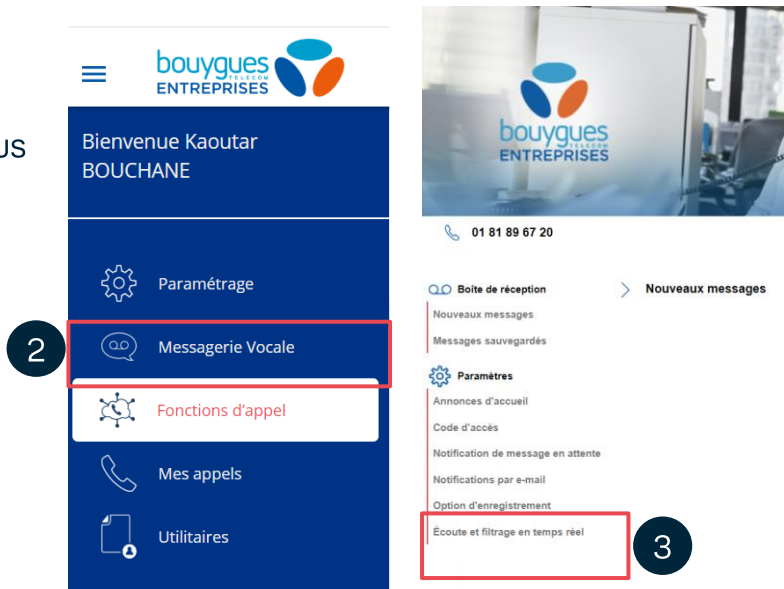 US
bouygues
TELECOM
ENTREPRISES
Bienvenue Kaoutar
BOUCHANE
Paramétrage
2
Messagerie Vocale
Fonctions d'appel
Mes appels
Utilitaires
bouygues
TELECOM
ENTREPRISES
01 81 89 67 20
Boîte de réception
Nouveaux messages
Messages sauvegardés
Nouveaux messages
Paramètres
Annonces d'accueil
Code d'accès
Notification de message en attente
Notifications par e-mail
Option d'enregistrement
Écoute et filtrage en temps réel
3